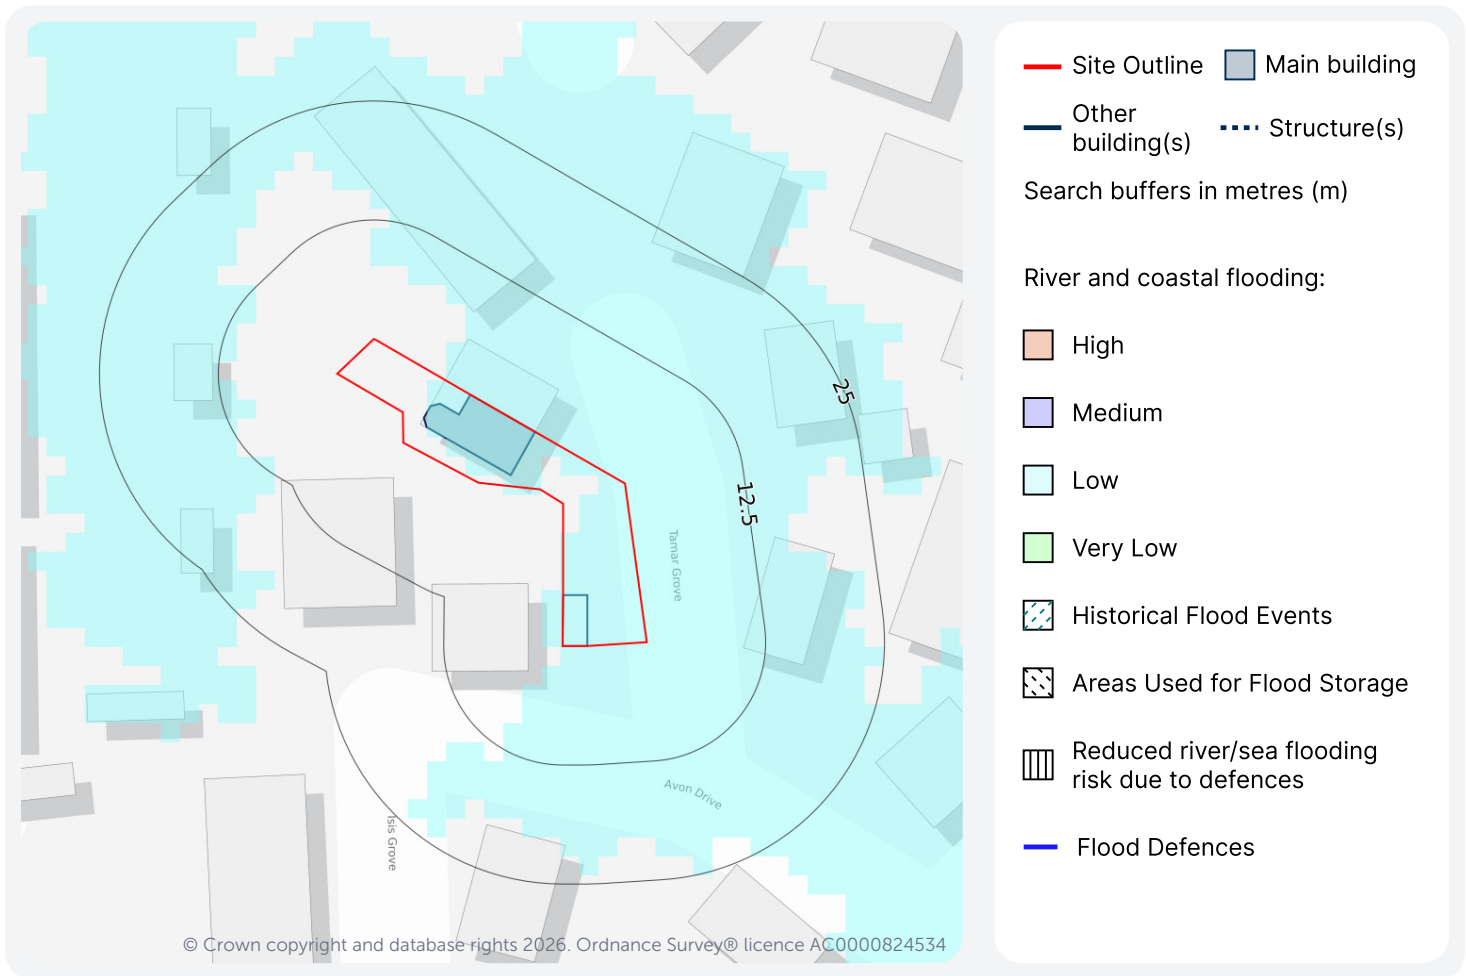 Site Outline
Main building
Other
building(s)
Structure(s)
Search buffers in metres (m)
River and coastal flooding:
High
Medium
Low
Very Low
Historical Flood Events
Areas Used for Flood Storage
Reduced river/sea flooding
risk due to defences
Flood Defences
25
12.5
Tamar Grove
Avon Drive
Isis Grove
© Crown copyright and database rights 2026. Ordnance Survey® licence AC0000824534